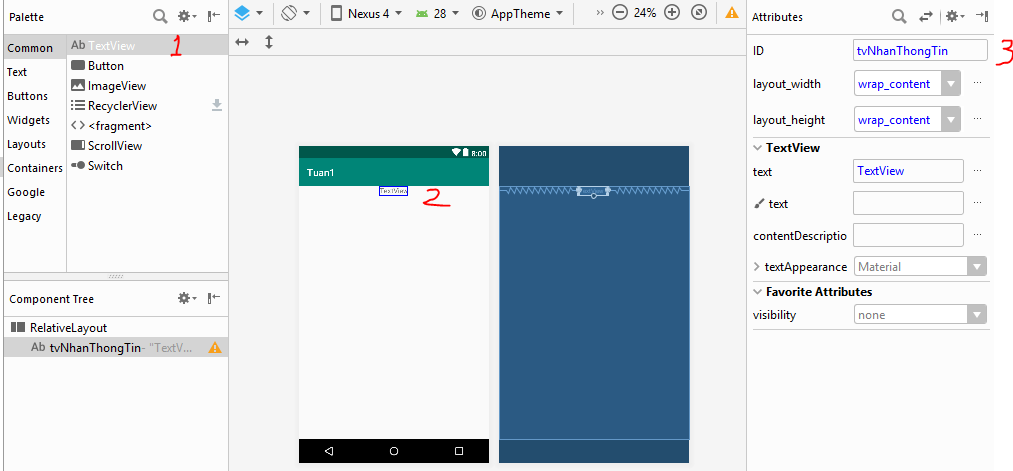 Palette
Common
Text
Buttons
Widgets
Layouts
Containers
Google
Legacy
Ab TextView
1
Button
ImageView
RecyclerView
<fragment>
ScrollView
Switch
Component Tree
RelativeLayout
Ab tvNhanThongTin- "TextV...
Nexus 4
28
AppTheme
»
24%
8:00
Tuan1
TextView
2
Attributes
ID
tvNhanThongTin
3
layout_width
wrap_content
...
layout_height
wrap_content
...
TextView
text
TextView
...
text
...
contentDescriptio
...
textAppearance
Material
Favorite Attributes
visibility
none